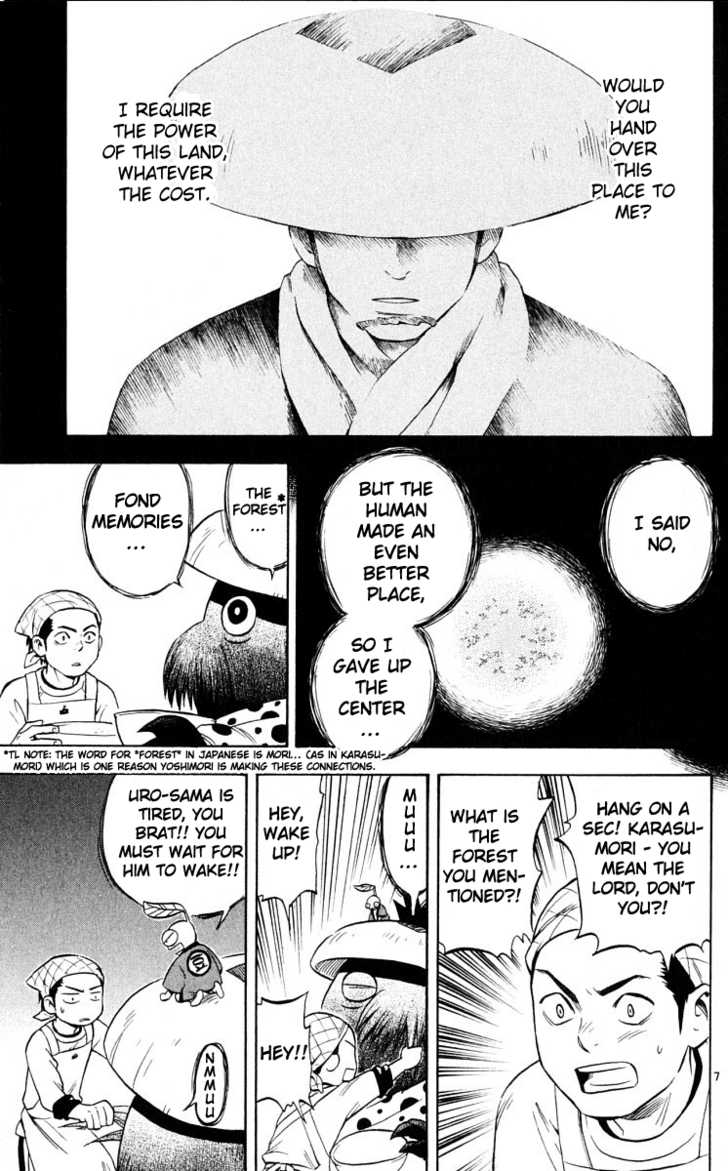 WOULD
YOU
HAND
OVER
THIS
PLACE TO
ME?
I REQUIRE
THE POWER
OF THIS LAND,
WHATEVER
THE COST.
I SAID
NO,
BUT THE
HUMAN
MADE AN
EVEN
BETTER
PLACE,
SO I
GAVE UP
THE
CENTER
...
THE
FOREST*
...
FOND
MEMORIES
...
*TL NOTE: THE WORD FOR "FOREST" IN JAPANESE IS MORI... (AS IN KARASU-
MORI) WHICH IS ONE REASON YOSHIMORI IS MAKING THESE CONNECTIONS.
HANG ON A
SEC! KARASU-
MORI - YOU
MEAN THE
LORD, DON'T
YOU?!
WHAT IS
THE
FOREST
YOU MEN-
TIONED?!
MUUU...
HEY,
WAKE
UP!
HEY!!
URO-SAMA IS
TIRED, YOU
BRAT!! YOU
MUST WAIT FOR
HIM TO WAKE!!
豆
NMMUU
7